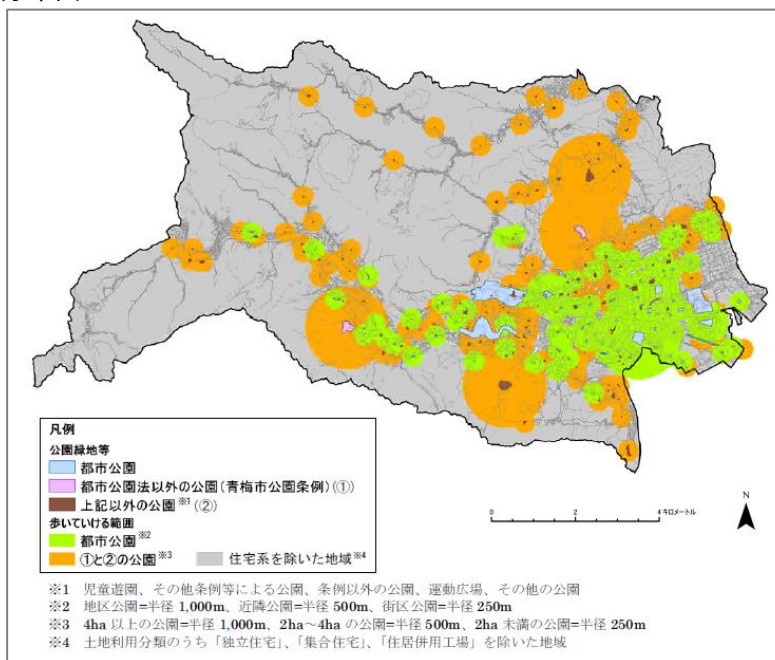 N
0
2
4 キロメートル
凡例
公園緑地等
都市公園
都市公園法以外の公園(青梅市公園条例)(①)
上記以外の公園※1(②)
歩いていける範囲
都市公園※2
①と②の公園※3
住宅系を除いた地域※4
※1 児童遊園、その他条例等による公園、条例以外の公園、運動広場、その他の公園
※2 地区公園=半径 1,000m、近隣公園=半径 500m、街区公園=半径 250m
※3 4ha 以上の公園=半径 1,000m、2ha~4ha の公園=半径 500m、2ha 未満の公園=半径 250m
※4 土地利用分類のうち「独立住宅」、「集合住宅」、「住居併用工場」を除いた地域